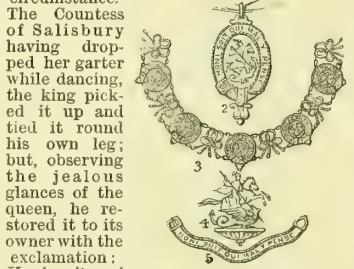 The Countess
of Salisbury
having drop-
ped her garter
while dancing,
the king pick-
ed it up and
tied it round
his own leg;
but, observing
the jealous
glances of the
queen, he re-
stored it to its
owner with the
exclamation:
HONI SOIT QUI MAL Y PENSE
2
3
4
HONI SOIT QUI MAL Y PENSE
5